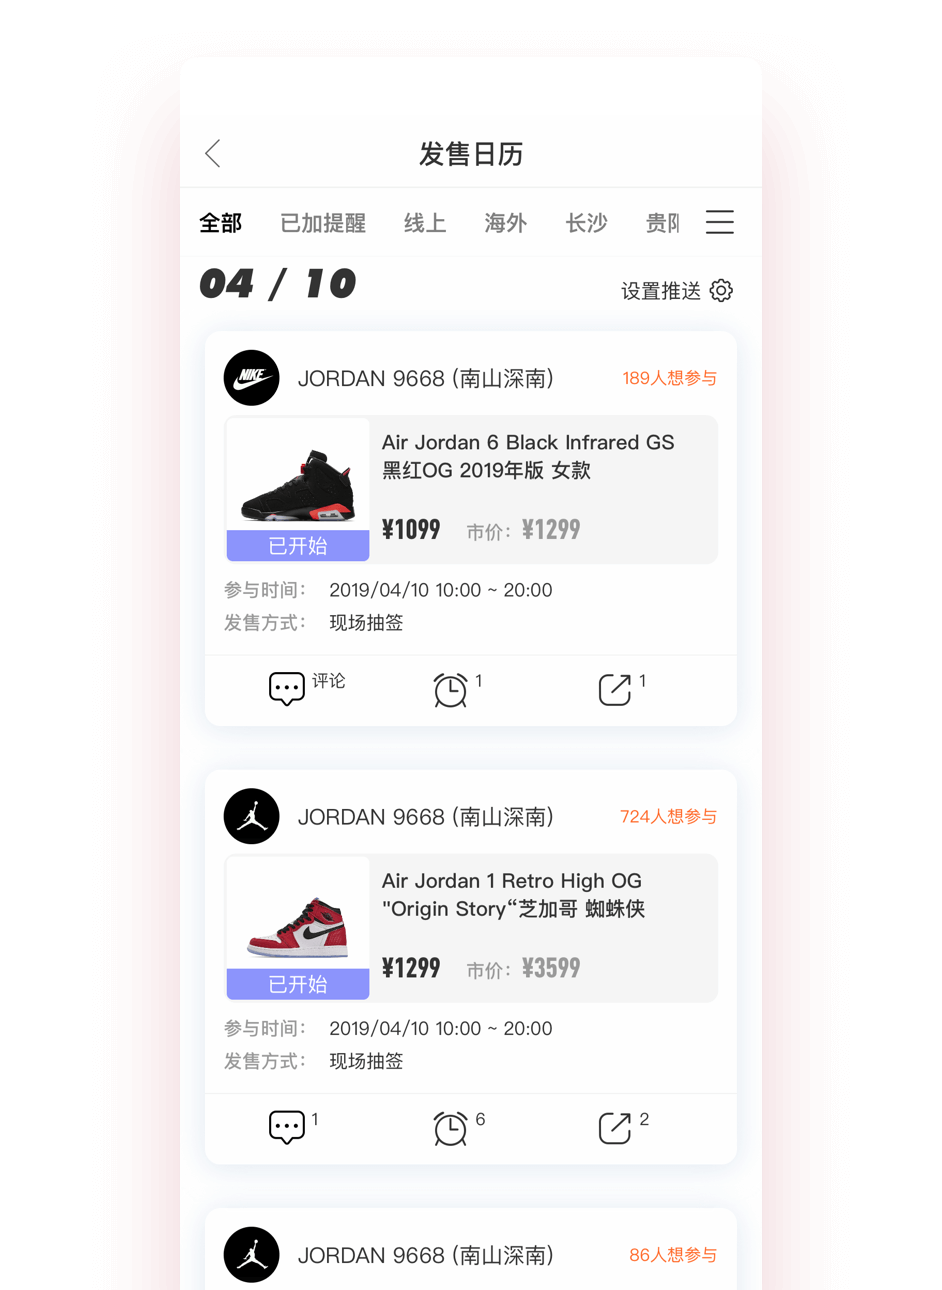 发售日历
全部 已加提醒 线上 海外 长沙 贵
04 / 10
设置推送
NIKE
JORDAN 9668 (南山深南)
189人想参与
Air Jordan 6 Black Infrared GS
黑红OG 2019年版 女款
¥1099 市价: ¥1299
已开始
参与时间: 2019/04/10 10:00 ~ 20:00
发售方式: 现场抽签
评论 1 1
JORDAN 9668 (南山深南)
724人想参与
Air Jordan 1 Retro High OG
"Origin Story“芝加哥 蜘蛛侠
¥1299 市价: ¥3599
已开始
参与时间: 2019/04/10 10:00 ~ 20:00
发售方式: 现场抽签
1 6 2
JORDAN 9668 (南山深南)
86人想参与